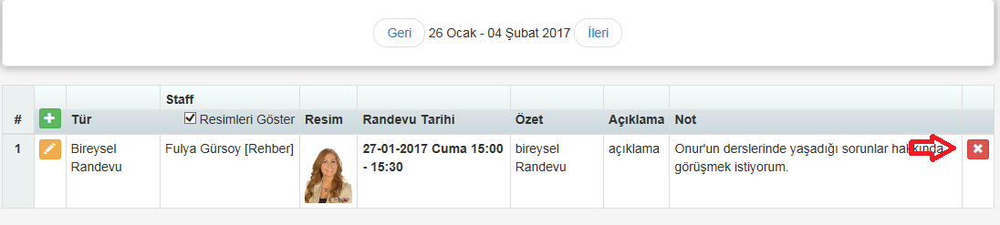 Geri 26 Ocak - 04 Şubat 2017 İleri
Staff
# Tür Resimleri Göster Resim Randevu Tarihi Özet Açıklama Not
1 Bireysel Fulya Gürsoy [Rehber] 27-01-2017 Cuma 15:00 bireysel açıklama Onur'un derslerinde yaşadığı sorunlar hakkında
Randevu - 15:30 Randevu görüşmek istiyorum.